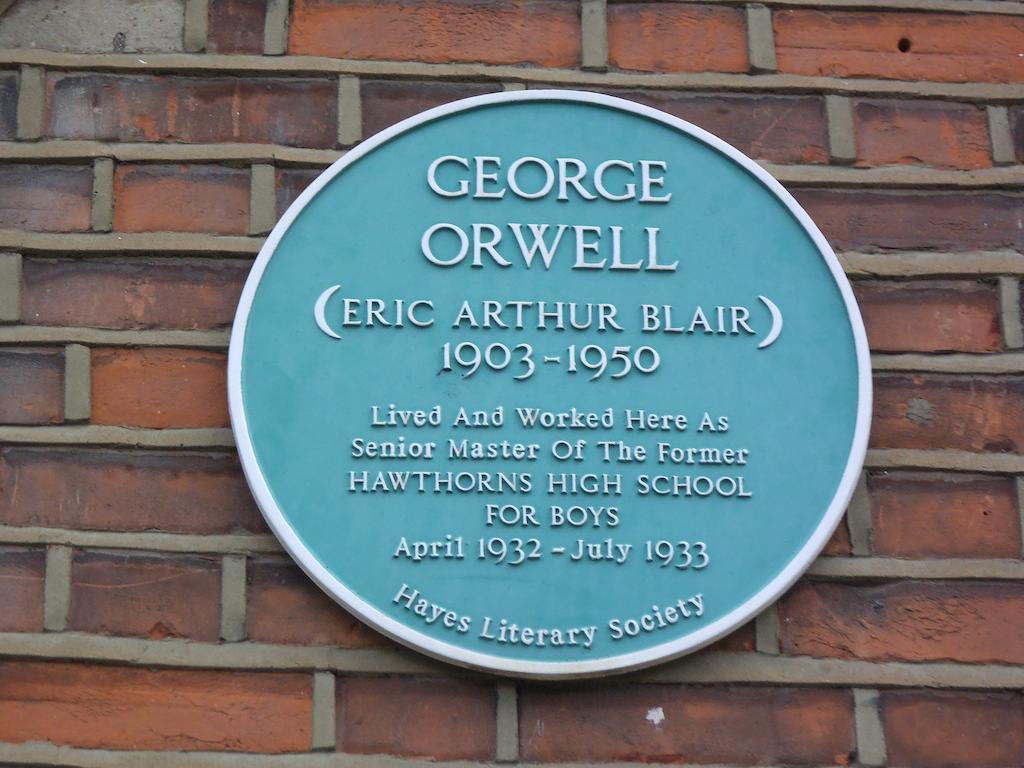 GEORGE
ORWELL
(ERIC ARTHUR BLAIR)
1903-1950
Lived And Worked Here As
Senior Master Of The Former
HAWTHORNS HIGH SCHOOL
FOR BOYS
April 1932 - July 1933
Hayes Literary Society